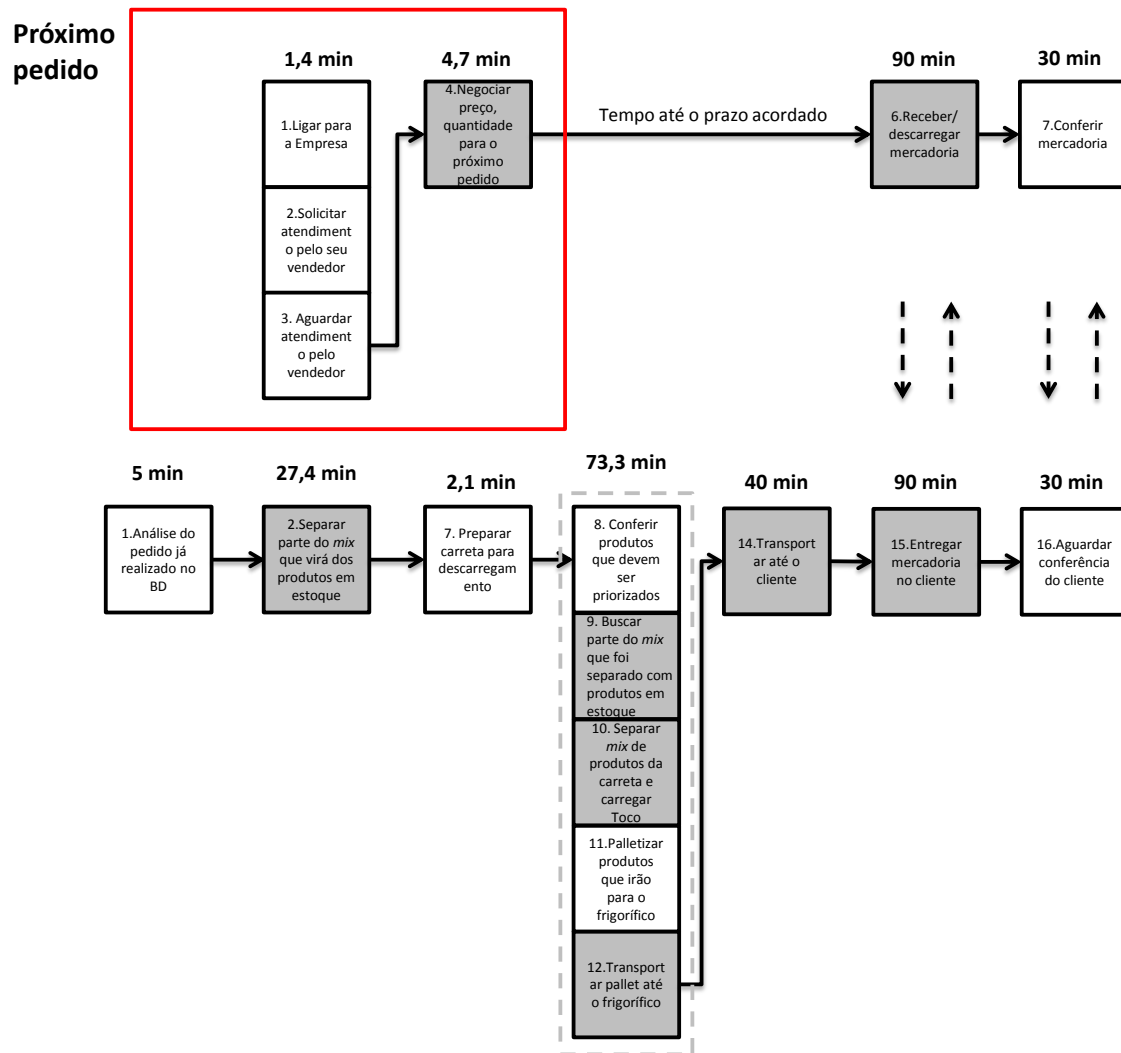 Próximo
pedido
1,4 min
4,7 min
90 min
30 min
1.Ligar para
a Empresa
2.Solicitar
atendiment
o pelo seu
vendedor
3. Aguardar
atendiment
o pelo
vendedor
4.Negociar
preço,
quantidade
para o
próximo
pedido
Tempo até o prazo acordado
6.Receber/
descarregar
mercadoria
7.Conferir
mercadoria
5 min
27,4 min
2,1 min
73,3 min
40 min
90 min
30 min
1.Análise do
pedido já
realizado no
BD
2.Separar
parte do mix
que virá dos
produtos em
estoque
7. Preparar
carreta para
descarregam
ento
8. Conferir
produtos
que devem
ser
priorizados
9. Buscar
parte do mix
que foi
separado com
produtos em
estoque
10. Separar
mix de
produtos da
carreta e
carregar
Toco
11.Palletizar
produtos
que irão
para o
frigorífico
12.Transport
ar pallet até
o frigorífico
14.Transport
ar até o
cliente
15.Entregar
mercadoria
no cliente
16.Aguardar
conferência
do cliente